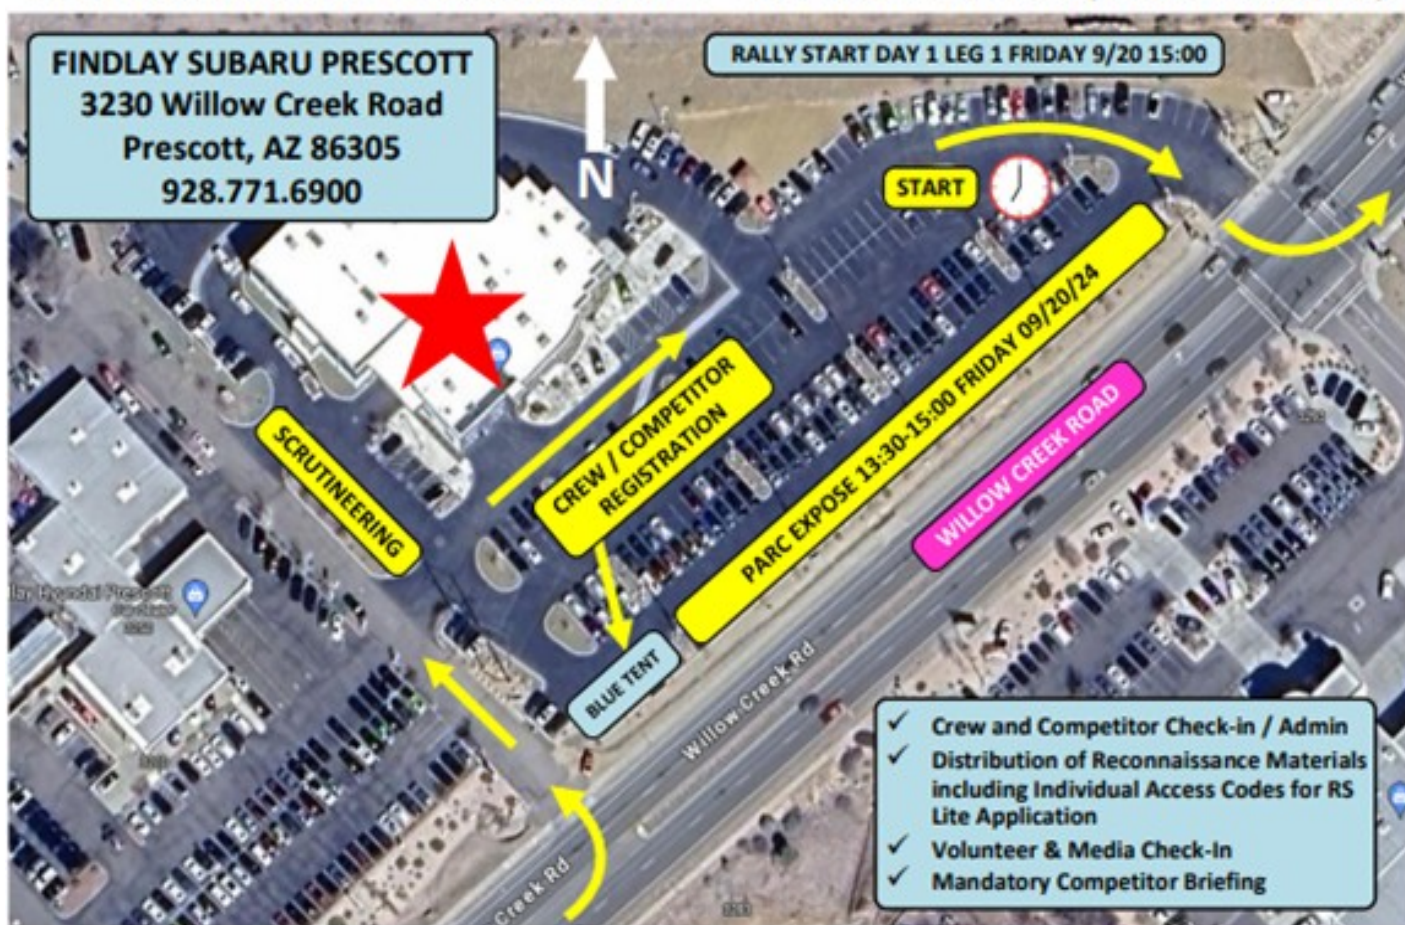 FINDLAY SUBARU PRESCOTT
3230 Willow Creek Road
Prescott, AZ 86305
928.771.6900
N
RALLY START DAY 1 LEG 1 FRIDAY 9/20 15:00
START
SCRUTINEERING
CREW / COMPETITOR
REGISTRATION
PARC EXPOSE 13:30-15:00 FRIDAY 09/20/24
WILLOW CREEK ROAD
BLUE TENT
lay Hyundai Prescott
Willow Creek Rd
Creek Rd
✓ Crew and Competitor Check-in / Admin
✓ Distribution of Reconnaissance Materials
including Individual Access Codes for RS
Lite Application
✓ Volunteer & Media Check-In
✓ Mandatory Competitor Briefing